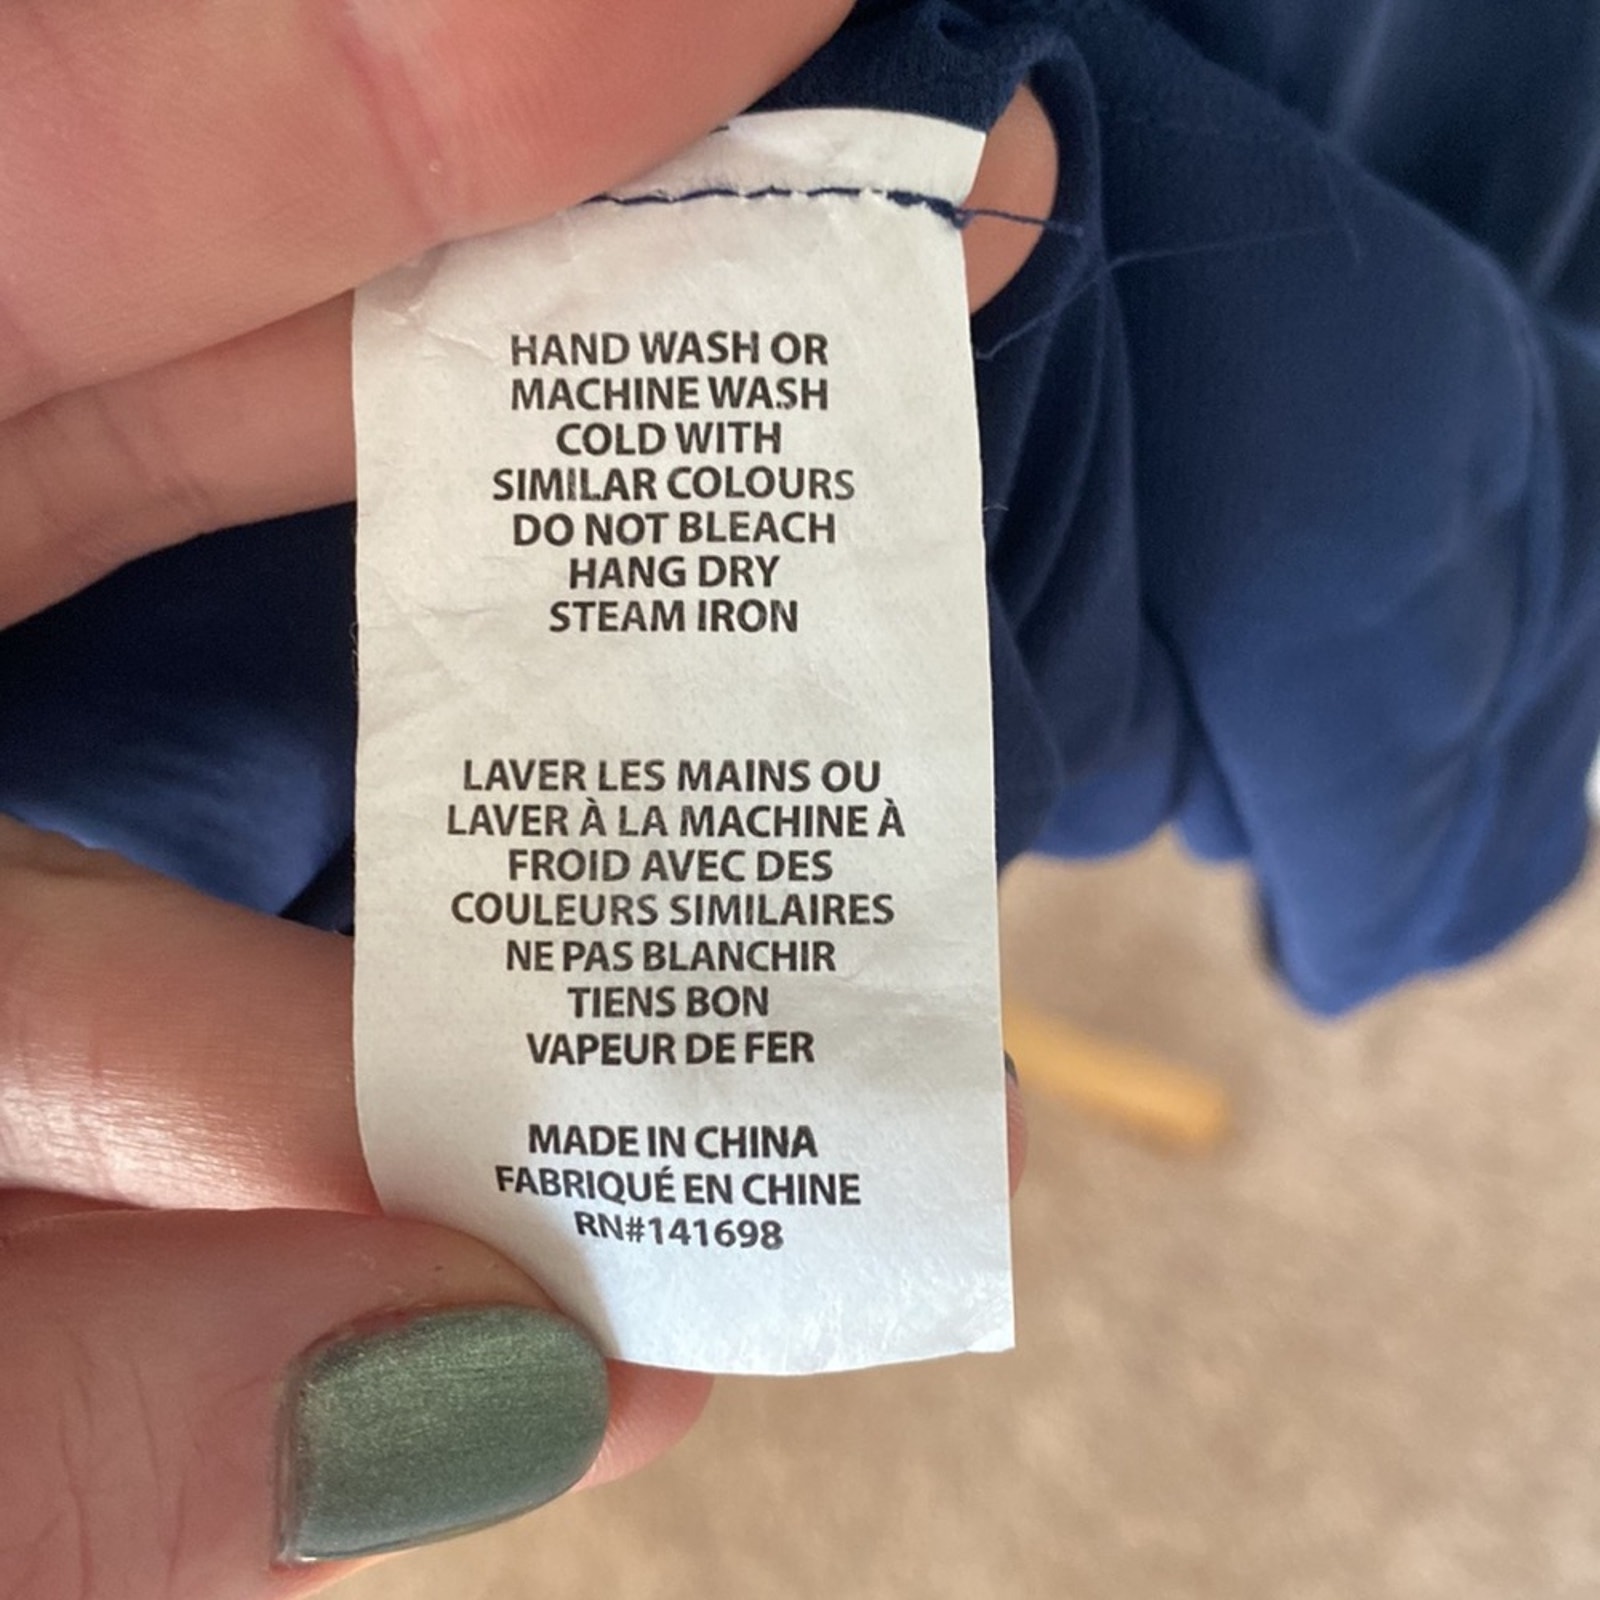 HAND WASH OR
MACHINE WASH
COLD WITH
SIMILAR COLOURS
DO NOT BLEACH
HANG DRY
STEAM IRON
LAVER LES MAINS OU
LAVER À LA MACHINE À
FROID AVEC DES
COULEURS SIMILAIRES
NE PAS BLANCHIR
TIENS BON
VAPEUR DE FER
MADE IN CHINA
FABRIQUÉ EN CHINE
RN#141698